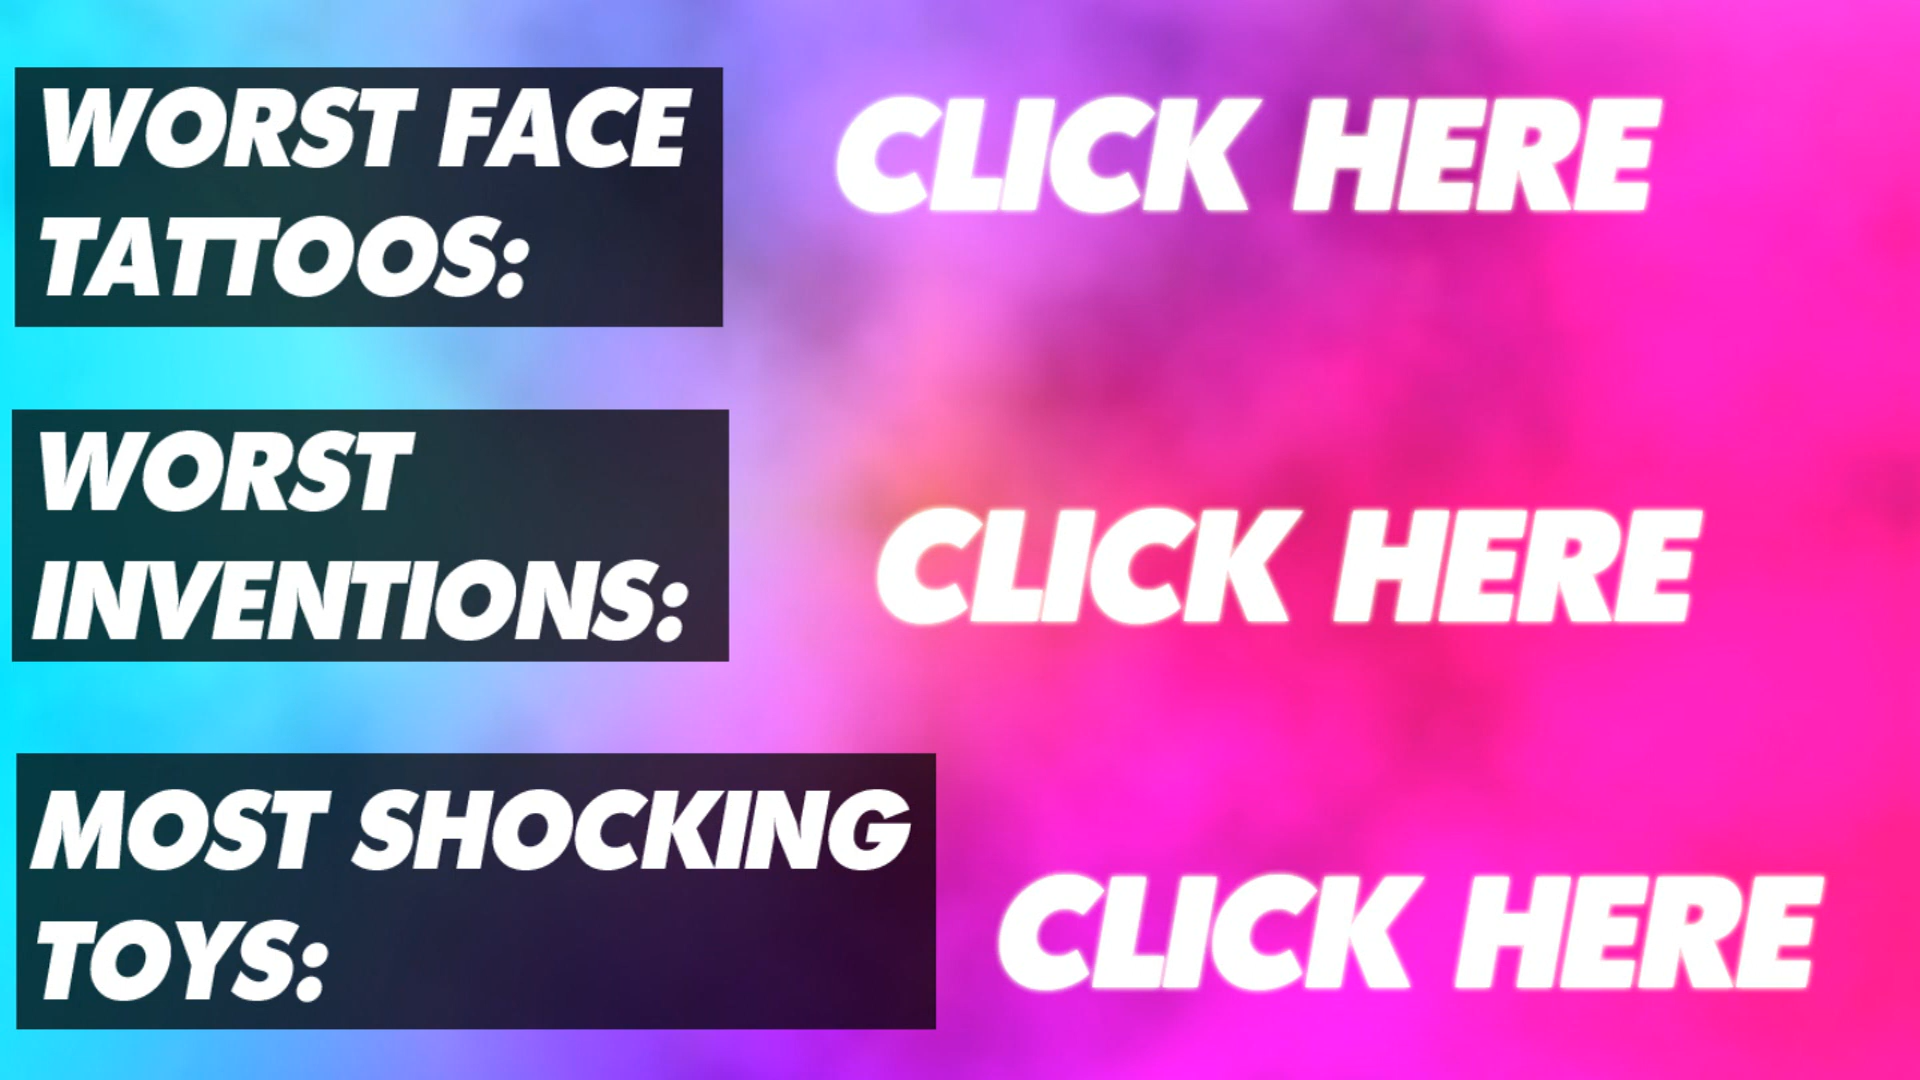 WORST FACE
TATTOOS:
CLICK HERE
WORST
INVENTIONS:
CLICK HERE
MOST SHOCKING
TOYS:
CLICK HERE